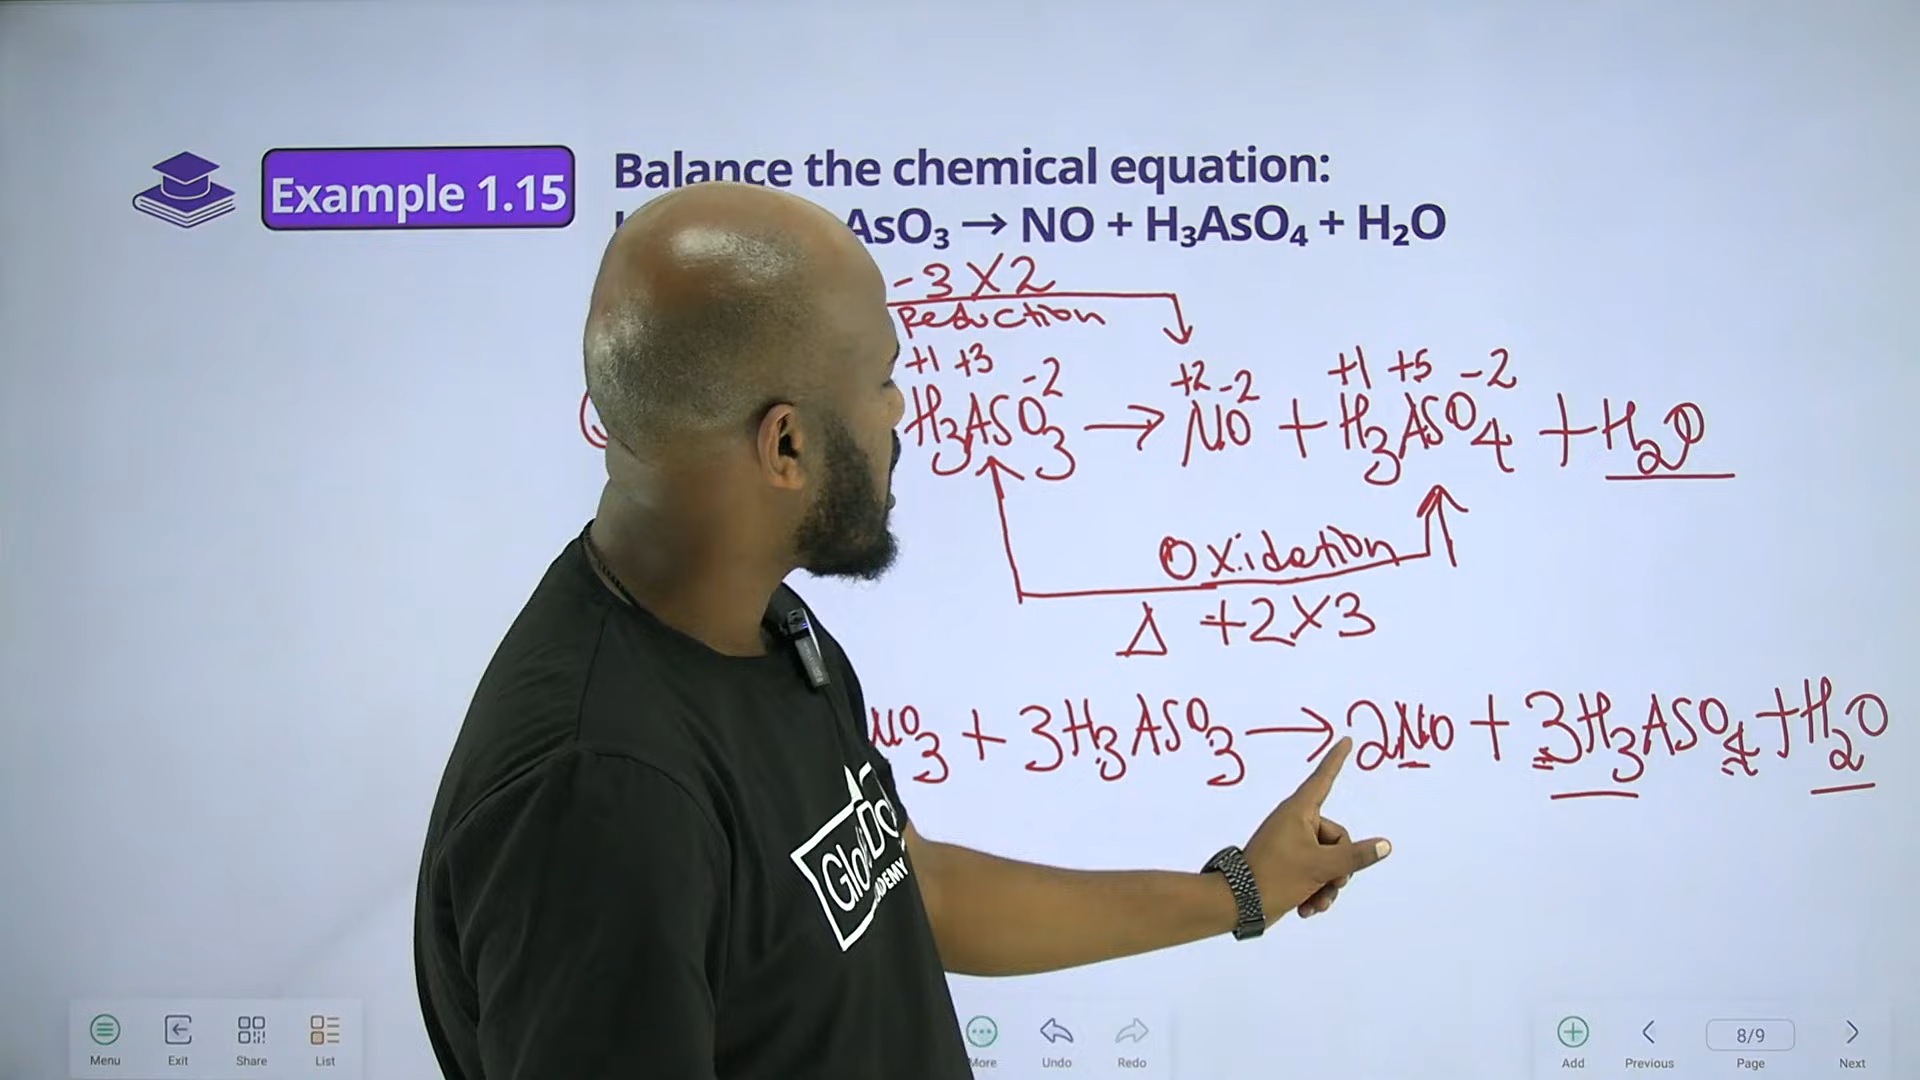 Example 1.15
Balance the chemical equation:
AsO₃ → NO + H₃AsO₄ + H₂O
-3 X 2
Reduction
+1 +3 -2 +2 -2 +1 +5 -2
H₃AsO₃ → NO + H₃AsO₄ + H₂O
Oxidation
Δ +2 X 3
NO₃ + 3H₃AsO₃ → 2NO + 3H₃AsO₄ + H₂O
Menu Exit Share List More Undo Redo Add Previous 8/9 Page Next